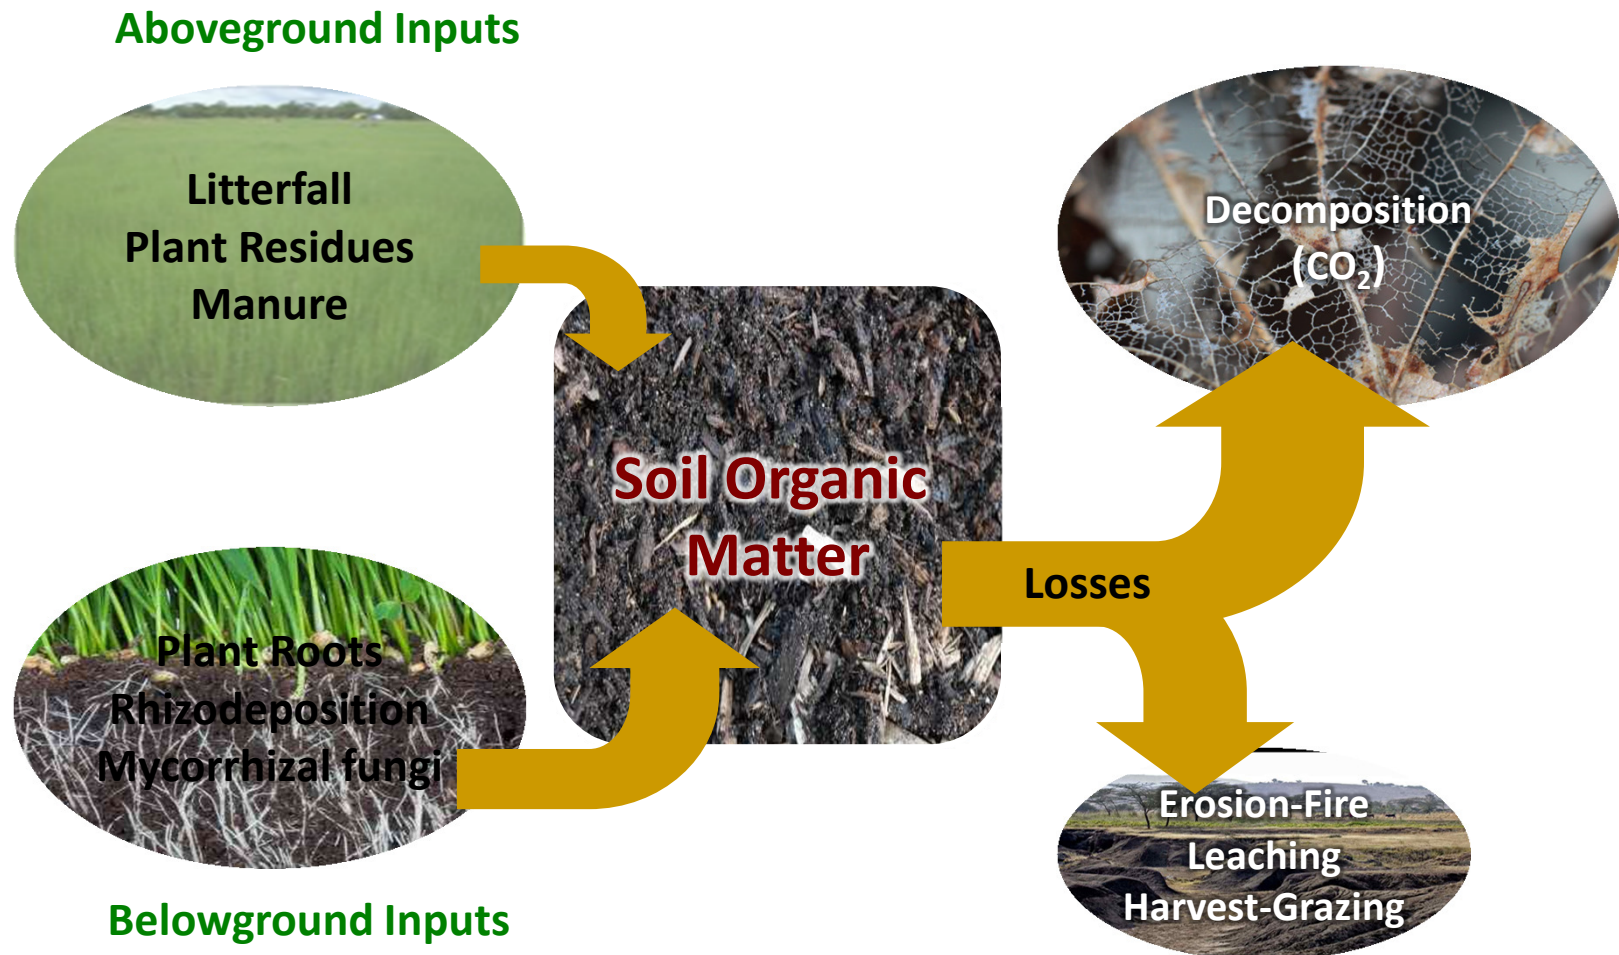 Aboveground Inputs
Litterfall
Plant Residues
Manure
Decomposition
(CO₂)
Soil Organic
Matter
Losses
Plant Roots
Rhizodeposition
Mycorrhizal fungi
Erosion-Fire
Leaching
Harvest-Grazing
Belowground Inputs